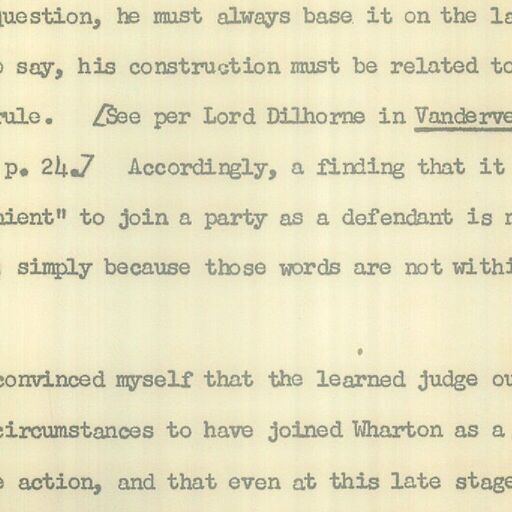 question, he must always base it on the la
say, his construction must be related to
rule. [See per Lord Dilhorne in Vanderve
p. 24.] Accordingly, a finding that it
nient" to join a party as a defendant is n
simply because those words are not withi
convinced myself that the learned judge ou
circumstances to have joined Wharton as a
action, and that even at this late stage